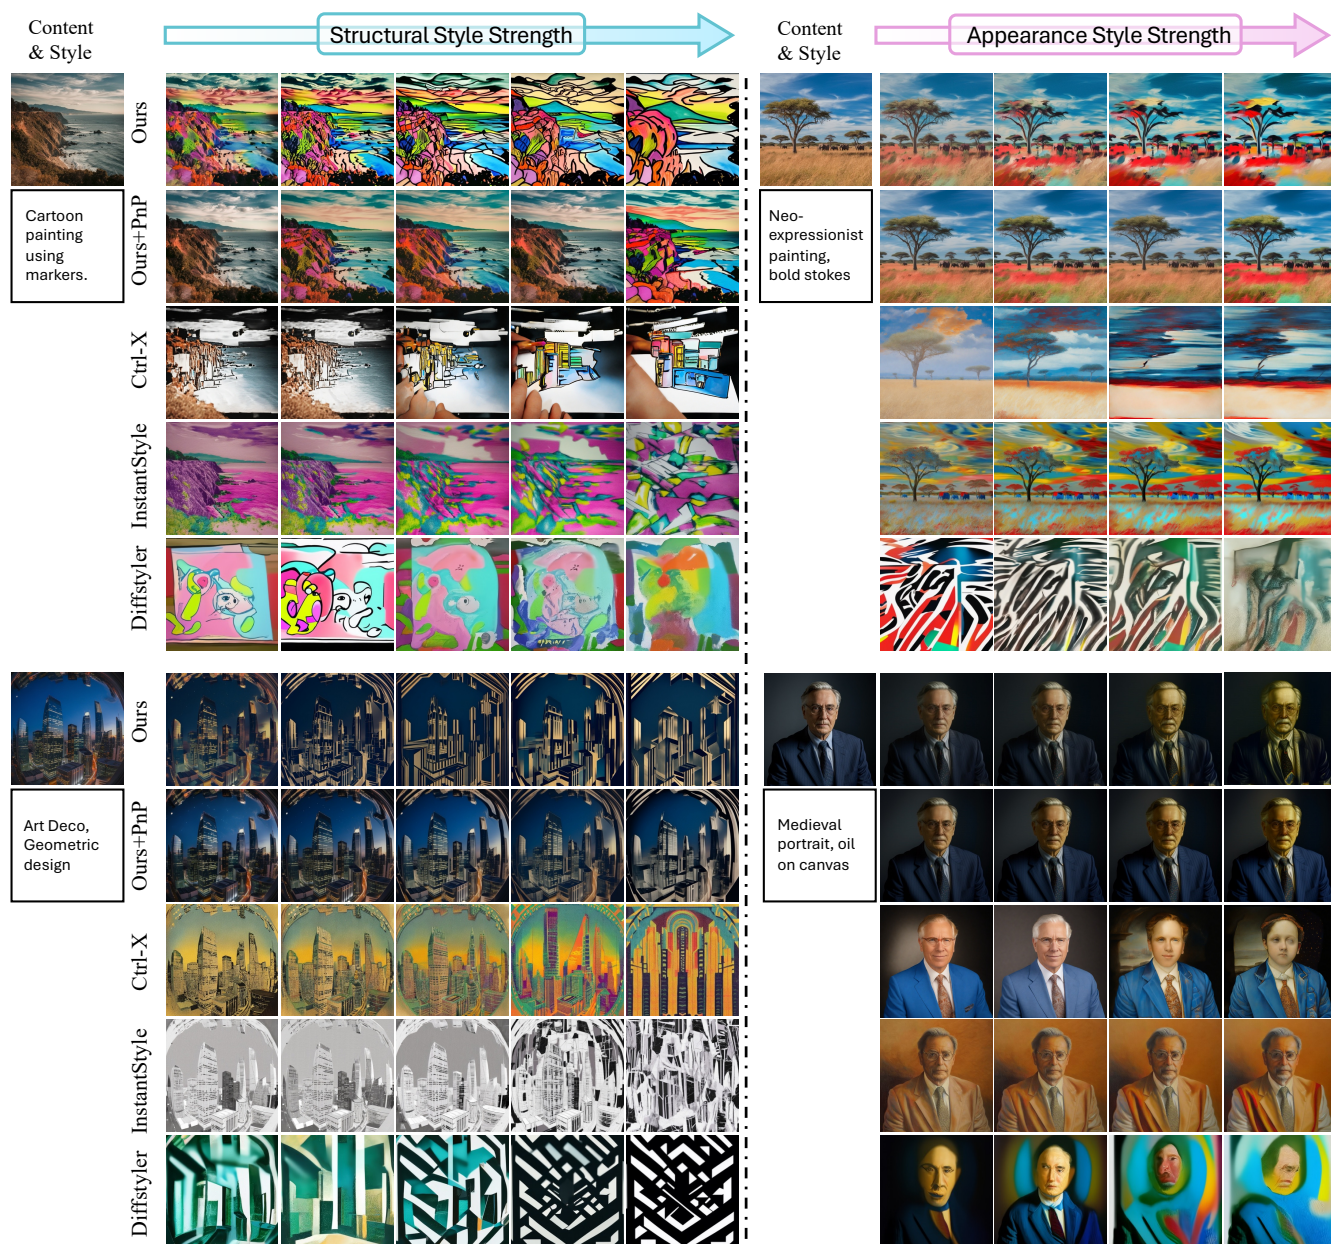 Content
& Style
Structural Style Strength
Content
& Style
Appearance Style Strength
Ours
Cartoon
painting
using
markers.
Ours+PnP
Neo-
expressionist
painting,
bold stokes
Ctrl-X
InstantStyle
Diffstyler
Ours
Art Deco,
Geometric
design
Ours+PnP
Medieval
portrait, oil
on canvas
Ctrl-X
InstantStyle
Diffstyler